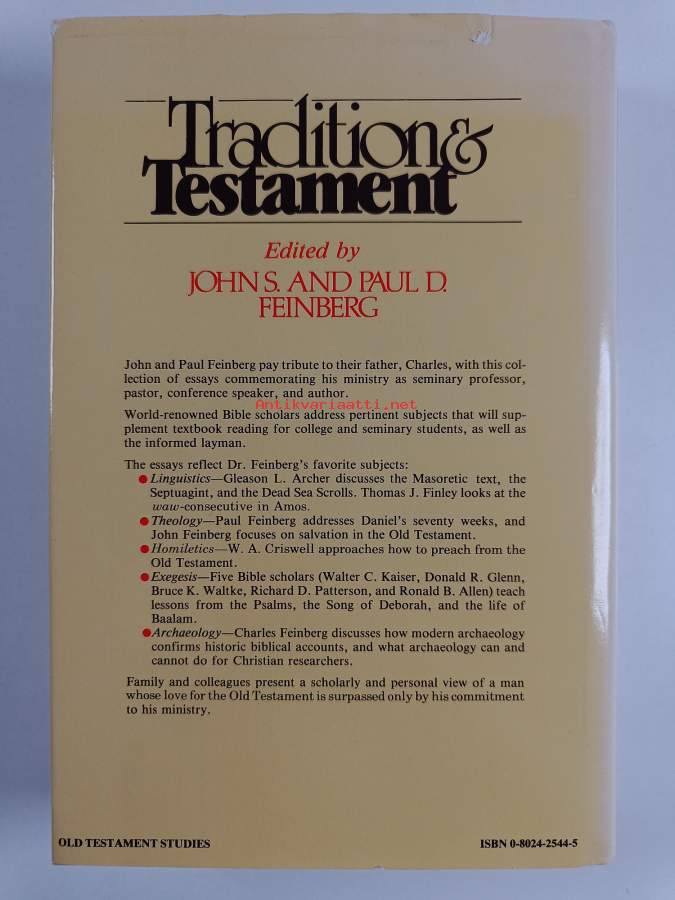 Tradition &
Testament
Edited by
JOHN S. AND PAUL D.
FEINBERG
John and Paul Feinberg pay tribute to their father, Charles, with this col-
lection of essays commemorating his ministry as seminary professor,
pastor, conference speaker, and author.
Antikvariaatti.net
World-renowned Bible scholars address pertinent subjects that will sup-
plement textbook reading for college and seminary students, as well as
the informed layman.
The essays reflect Dr. Feinberg's favorite subjects:
● Linguistics—Gleason L. Archer discusses the Masoretic text, the
Septuagint, and the Dead Sea Scrolls. Thomas J. Finley looks at the
waw-consecutive in Amos.
● Theology—Paul Feinberg addresses Daniel's seventy weeks, and
John Feinberg focuses on salvation in the Old Testament.
● Homiletics—W. A. Criswell approaches how to preach from the
Old Testament.
● Exegesis—Five Bible scholars (Walter C. Kaiser, Donald R. Glenn,
Bruce K. Waltke, Richard D. Patterson, and Ronald B. Allen) teach
lessons from the Psalms, the Song of Deborah, and the life of
Baalam.
● Archaeology—Charles Feinberg discusses how modern archaeology
confirms historic biblical accounts, and what archaeology can and
cannot do for Christian researchers.
Family and colleagues present a scholarly and personal view of a man
whose love for the Old Testament is surpassed only by his commitment
to his ministry.
OLD TESTAMENT STUDIES
ISBN 0-8024-2544-5